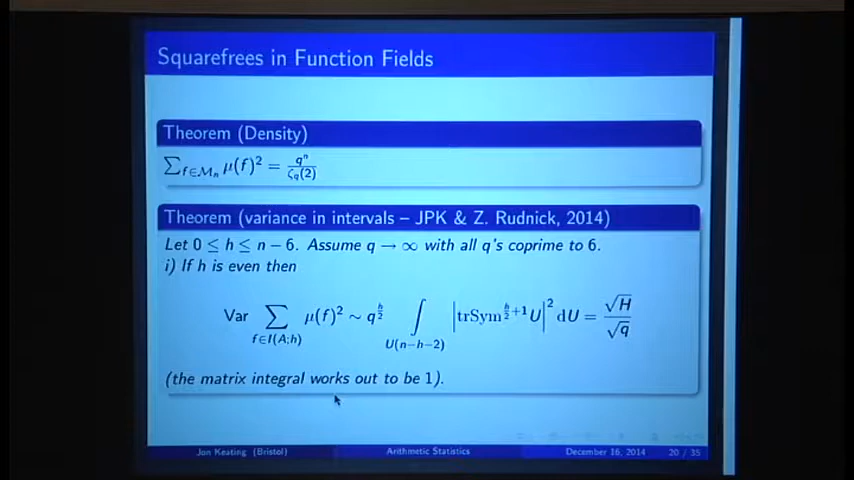 Squarefrees in Function Fields
Theorem (Density)
∑_{f∈𝓜_n} μ(f)² = qⁿ/ζ_q(2)
Theorem (variance in intervals – JPK & Z. Rudnick, 2014)
Let 0 ≤ h ≤ n − 6. Assume q → ∞ with all q's coprime to 6.
i) If h is even then
Var ∑_{f∈I(A;h)} μ(f)² ∼ q^{h/2} ∫_{U(n−h−2)} |trSym^{h/2+1} U|² dU = √H/√q
(the matrix integral works out to be 1).
Jon Keating (Bristol) Arithmetic Statistics December 16, 2014 20 / 35